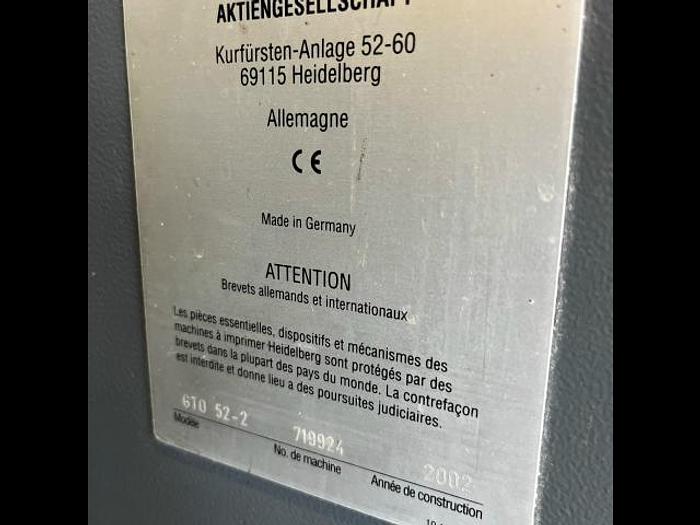 AKTIENGESELLSCHAFT
Kurfürsten-Anlage 52-60
69115 Heidelberg
Allemagne
CE
Made in Germany
ATTENTION
Brevets allemands et internationaux
Les pièces essentielles, dispositifs et mécanismes des
machines à imprimer Heidelberg sont protégés par des
brevets dans la plupart des pays du monde. La contrefaçon
est interdite et donne lieu a des poursuites judiciaires.
GTO 52-2 719924 2002
Modèle No. de machine Année de construction